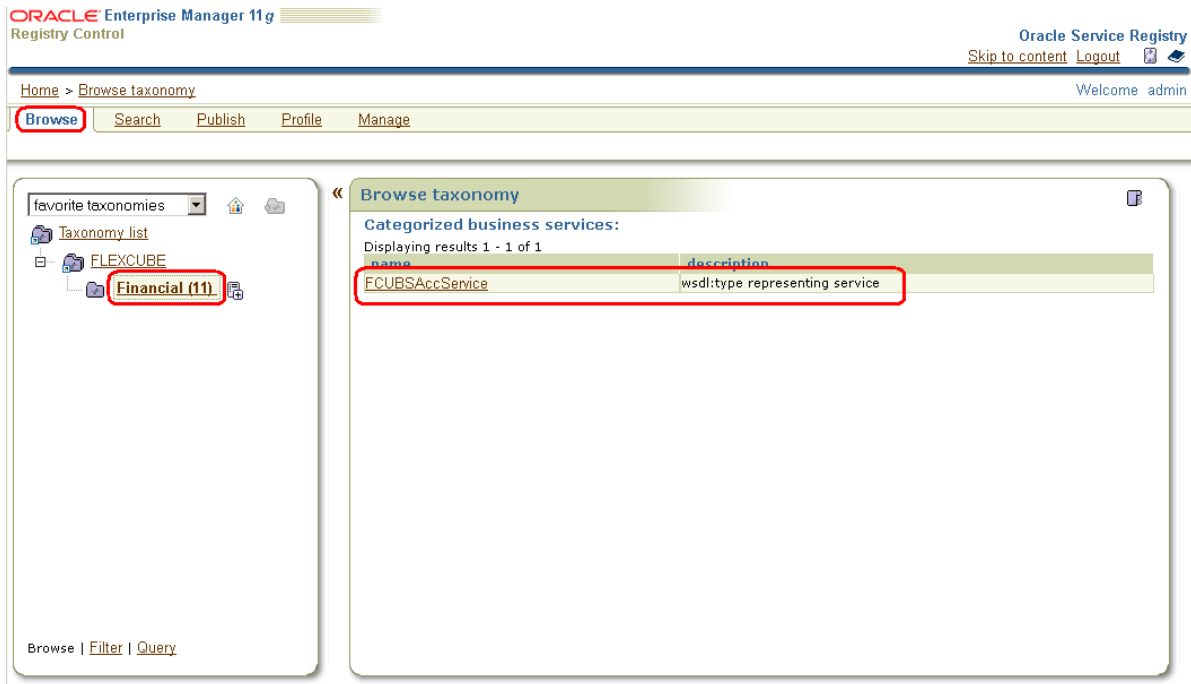 ORACLE Enterprise Manager 11g
Registry Control
Oracle Service Registry
Skip to content Logout
Home > Browse taxonomy
Welcome admin
Browse Search Publish Profile Manage
favorite taxonomies
Taxonomy list
FLEXCUBE
Financial (11)
Browse | Filter | Query
Browse taxonomy
Categorized business services:
Displaying results 1 - 1 of 1
name description
FCUBSAccService wsdl:type representing service